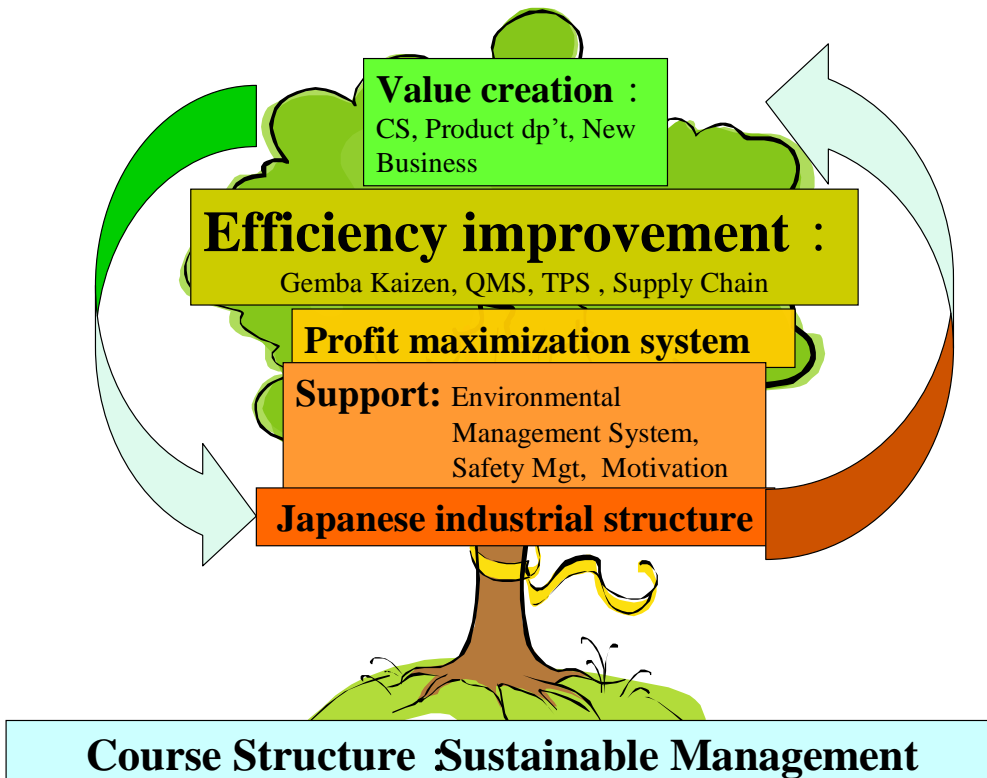 Value creation :
CS, Product dp’t, New
Business
Efficiency improvement :
Gemba Kaizen, QMS, TPS , Supply Chain
Profit maximization system
Support: Environmental
Management System,
Safety Mgt, Motivation
Japanese industrial structure
Course Structure :Sustainable Management